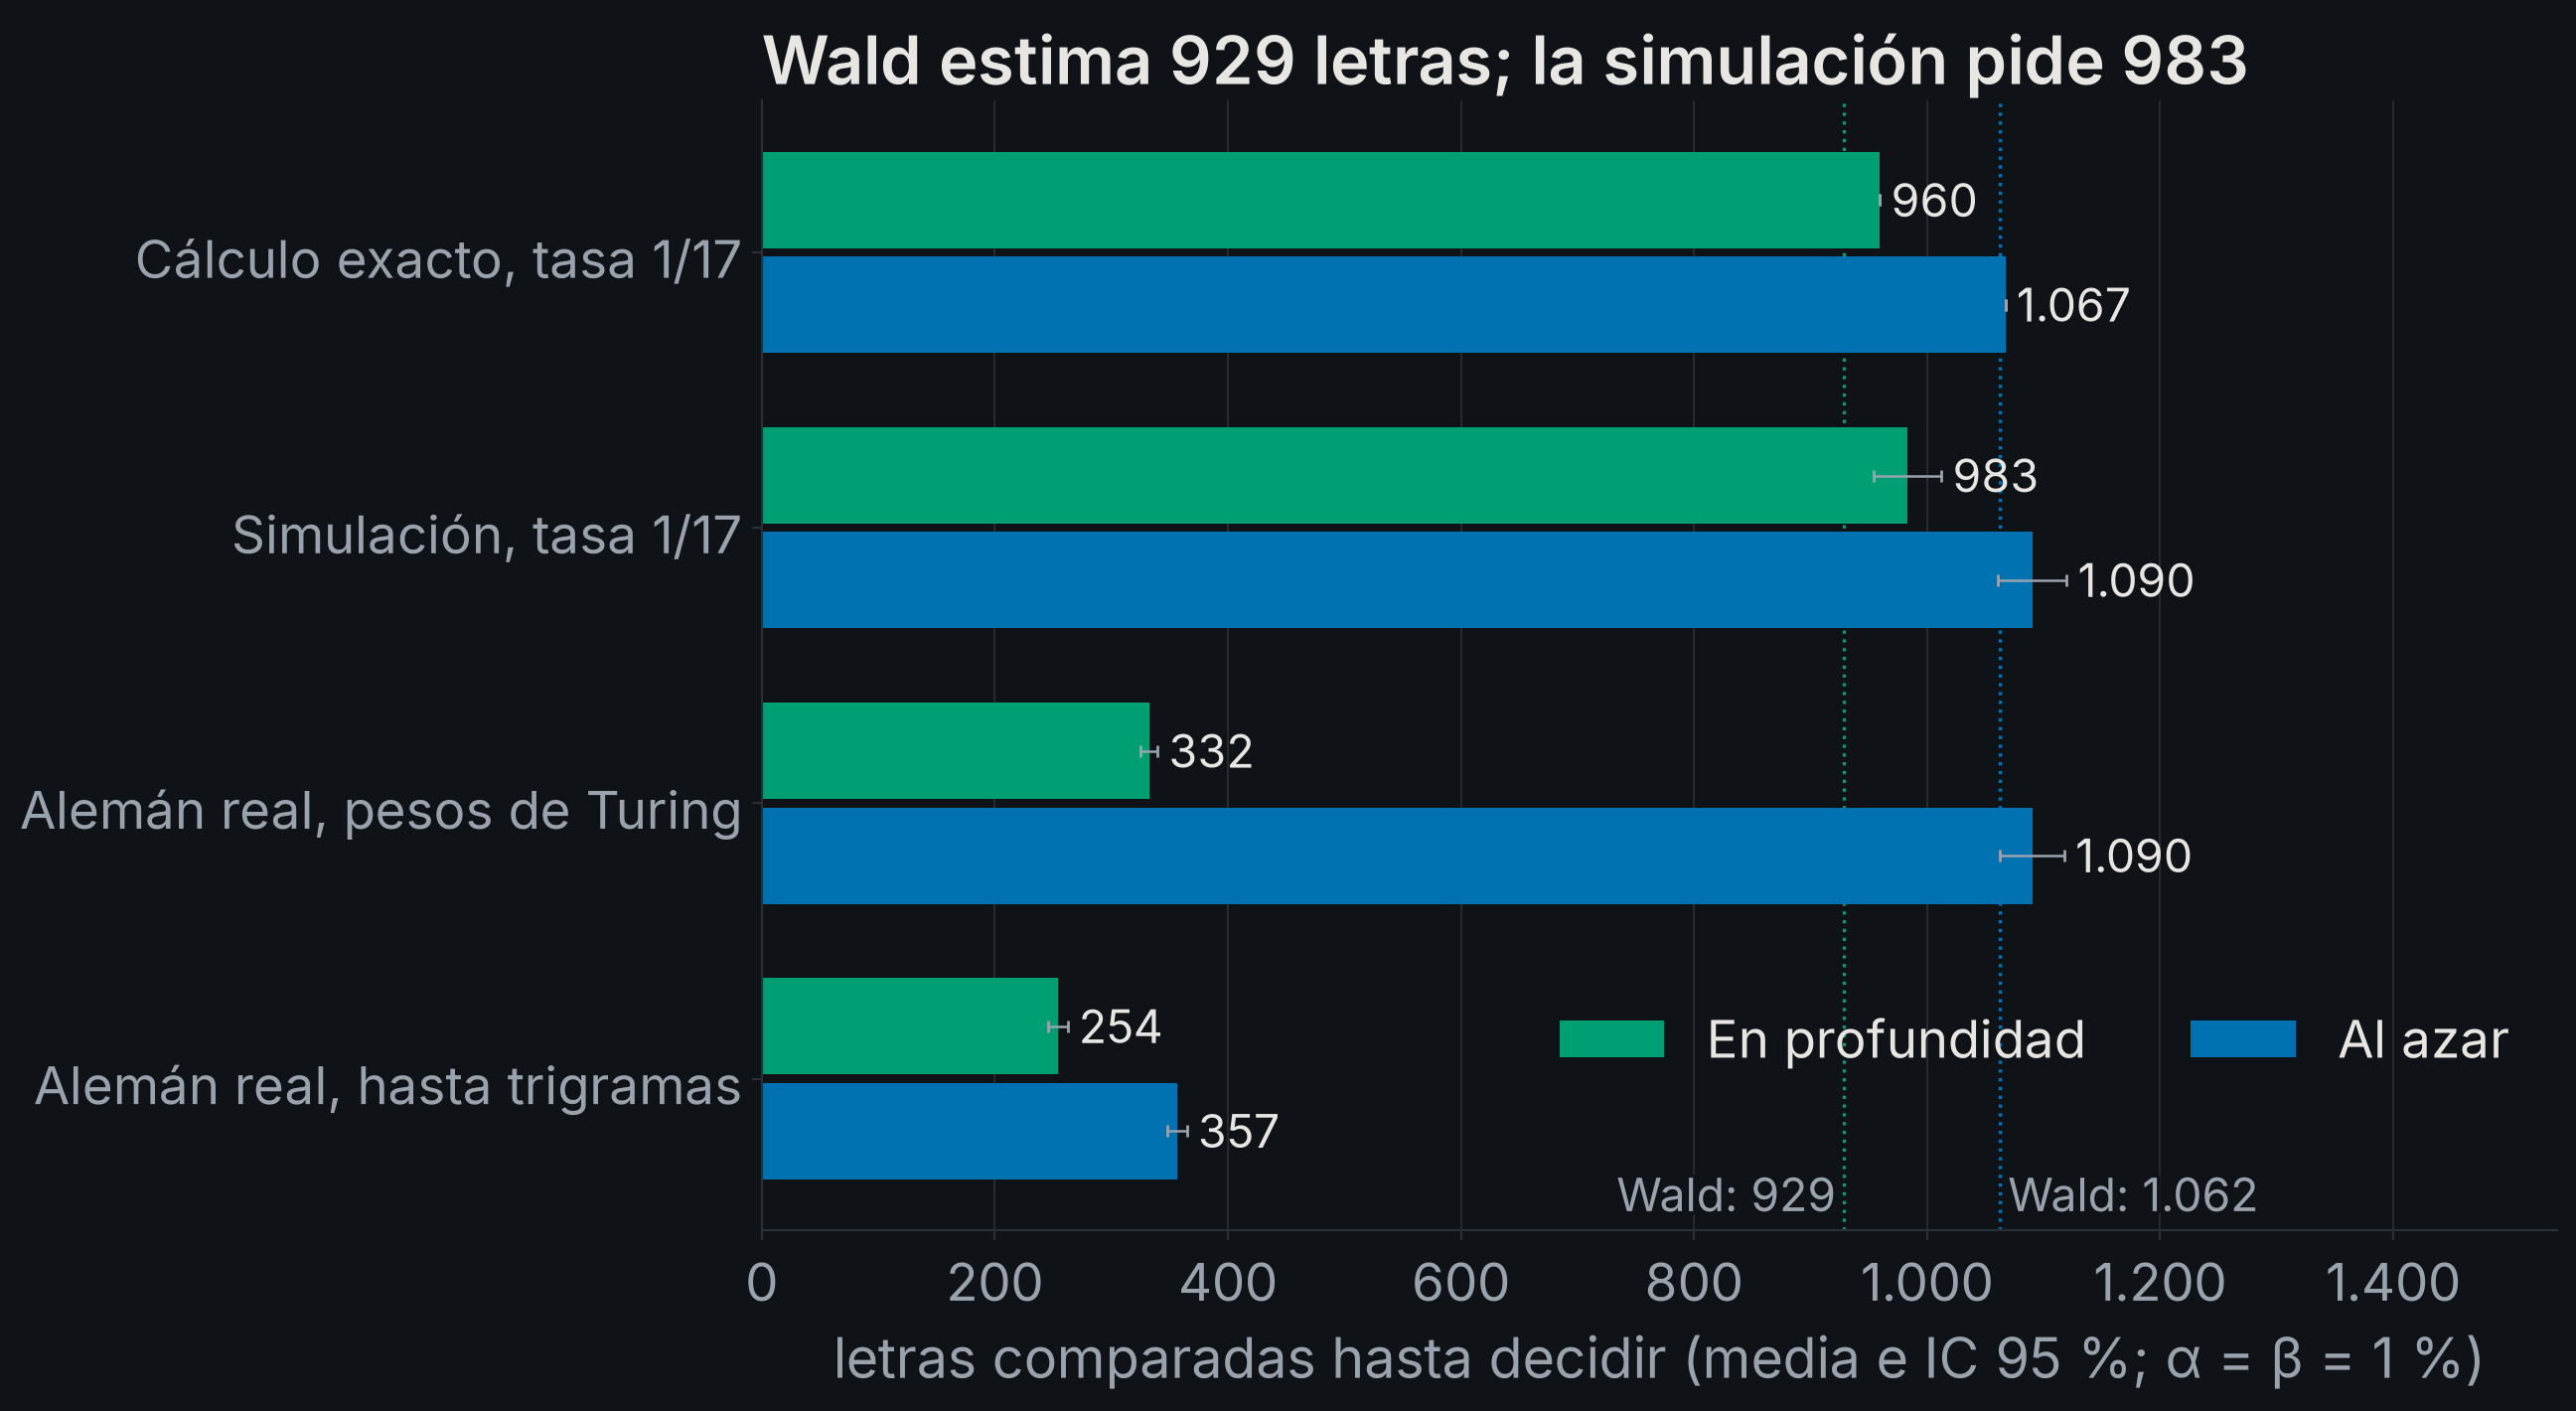 Wald estima 929 letras; la simulación pide 983
Cálculo exacto, tasa 1/17
960
1.067
Simulación, tasa 1/17
983
1.090
Alemán real, pesos de Turing
332
1.090
Alemán real, hasta trigramas
254
357
En profundidad
Al azar
Wald: 929
Wald: 1.062
0 200 400 600 800 1.000 1.200 1.400
letras comparadas hasta decidir (media e IC 95 %; α = β = 1 %)